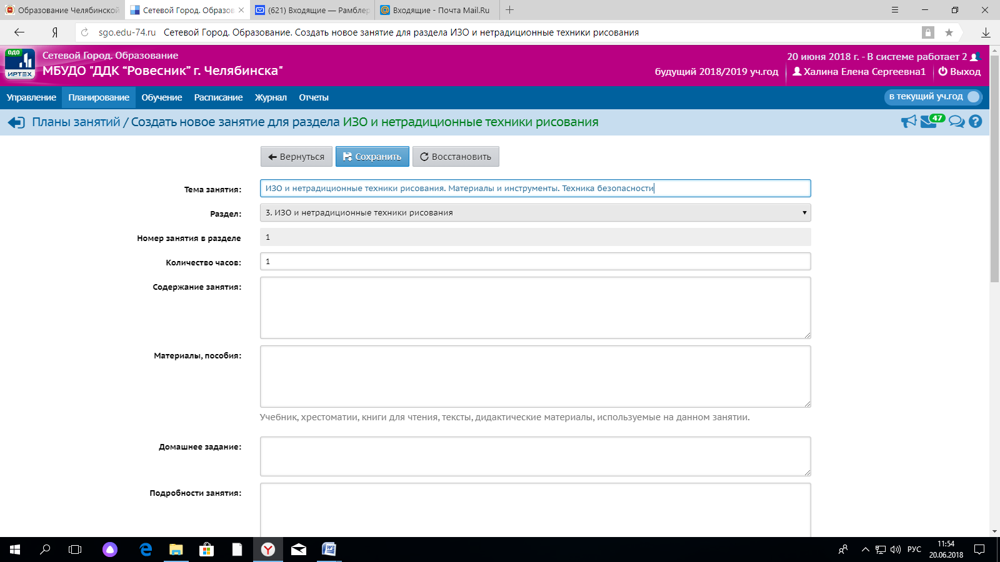 Образование Челябинской
Сетевой Город. Образов
(621) Входящие — Рамблер
Входящие - Почта Mail.Ru
Я sgo.edu-74.ru Сетевой Город. Образование. Создать новое занятие для раздела ИЗО и нетрадиционные техники рисования
ОДО
ИРТЕХ
Сетевой Город. Образование
МБУДО "ДДК “Ровесник” г. Челябинска"
20 июня 2018 г. - В системе работает 2
будущий 2018/2019 уч.год
Халина Елена Сергеевна1
Выход
Управление Планирование Обучение Расписание Журнал Отчеты
в текущий уч.год
Планы занятий / Создать новое занятие для раздела ИЗО и нетрадиционные техники рисования
47
?
Вернуться Сохранить Восстановить
Тема занятия: ИЗО и нетрадиционные техники рисования. Материалы и инструменты. Техника безопасности
Раздел: 3. ИЗО и нетрадиционные техники рисования
Номер занятия в разделе 1
Количество часов: 1
Содержание занятия:
Материалы, пособия:
Учебник, хрестоматии, книги для чтения, тексты, дидактические материалы, используемые на данном занятии.
Домашнее задание:
Подробности занятия:
РУС
11:54
20.06.2018